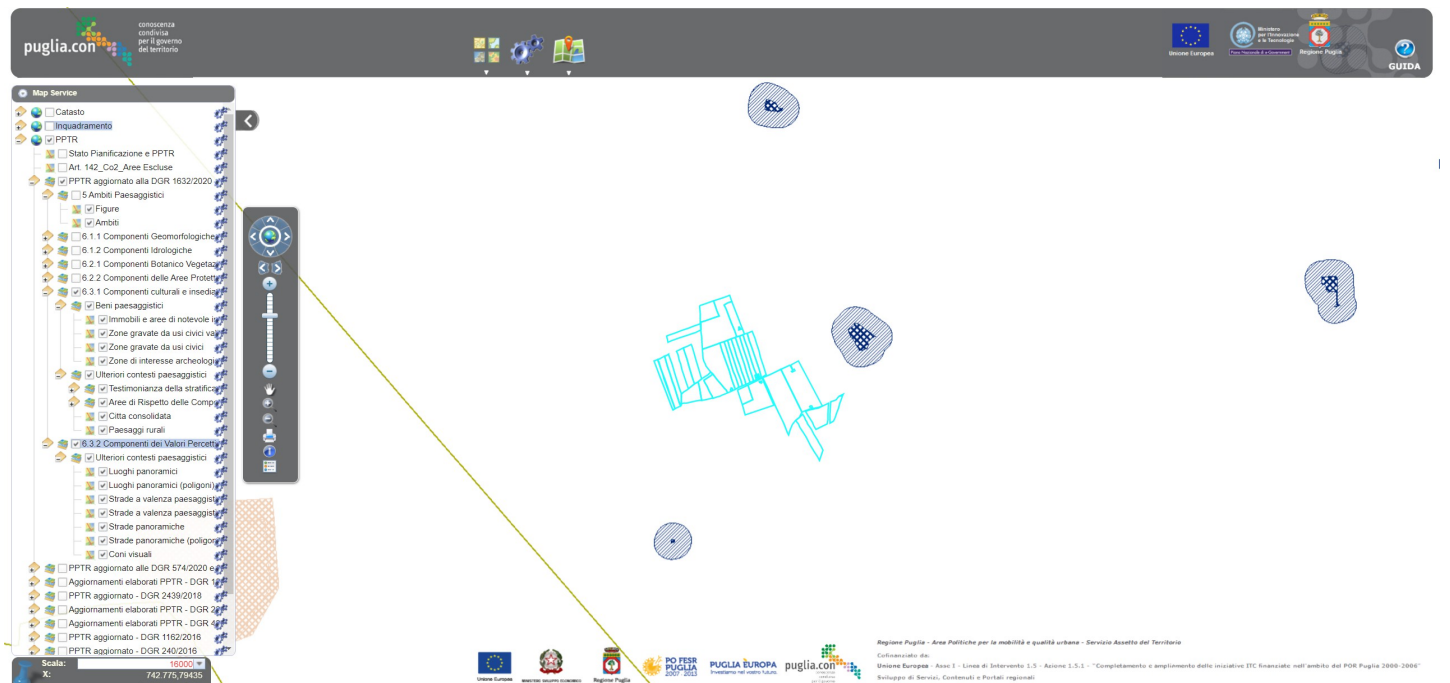 puglia.con
conoscenza
condivisa
per il governo
del territorio
Unione Europea
Ministero
per l'Innovazione
e le Tecnologie
Regione Puglia
GUIDA
Map Service
Catasto
Inquadramento
PPTR
Stato Pianificazione e PPTR
Art. 142_Co2_Aree Escluse
PPTR aggiornato alla DGR 1632/2020
5 Ambiti Paesaggistici
Figure
Ambiti
6.1.1 Componenti Geomorfologiche
6.1.2 Componenti Idrologiche
6.2.1 Componenti Botanico Vegetaz
6.2.2 Componenti delle Aree Protett
6.3.1 Componenti culturali e insedia
Beni paesaggistici
Immobili e aree di notevole in
Zone gravate da usi civici val
Zone gravate da usi civici
Zone di interesse archeologi
Ulteriori contesti paesaggistici
Testimonianza della stratifica
Aree di Rispetto delle Compo
Citta consolidata
Paesaggi rurali
6.3.2 Componenti dei Valori Percett
Ulteriori contesti paesaggistici
Luoghi panoramici
Luoghi panoramici (poligoni)
Strade a valenza paesaggist
Strade a valenza paesaggist
Strade panoramiche
Strade panoramiche (poligon
Coni visuali
PPTR aggiornato alle DGR 574/2020 e
Aggiornamenti elaborati PPTR - DGR 1
PPTR aggiornato - DGR 2439/2018
Aggiornamenti elaborati PPTR - DGR 2
Aggiornamenti elaborati PPTR - DGR 4
PPTR aggiornato - DGR 1162/2016
PPTR aggiornato - DGR 240/2016
Scala: 16000
X: 742.775,79435
Unione Europea
MINISTERO SVILUPPO ECONOMICO
Regione Puglia
PO FESR
PUGLIA
2007 - 2013
PUGLIA EUROPA
Investiamo nel vostro futuro
puglia.con
Regione Puglia - Area Politiche per la mobilità e qualità urbana - Servizio Assetto del Territorio
Cofinanziato da:
Unione Europea - Asse I - Linee di Intervento 1.5 - Azione 1.5.1 - "Completamento e amplimento delle iniziative ITC finanziate nell'ambito del POR Puglia 2000-2006"
Sviluppo di Servizi, Contenuti e Portali regionali